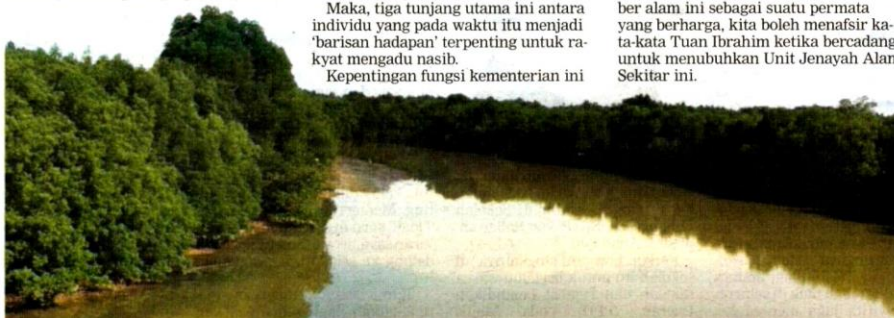 Maka, tiga tunjang utama ini antara
individu yang pada waktu itu menjadi
‘barisan hadapan’ terpenting untuk ra-
kyat mengadu nasib.
Kepentingan fungsi kementerian ini
ber alam ini sebagai suatu permata
yang berharga, kita boleh menafsir ka-
ta-kata Tuan Ibrahim ketika bercadang
untuk menubuhkan Unit Jenayah Alam
Sekitar ini.